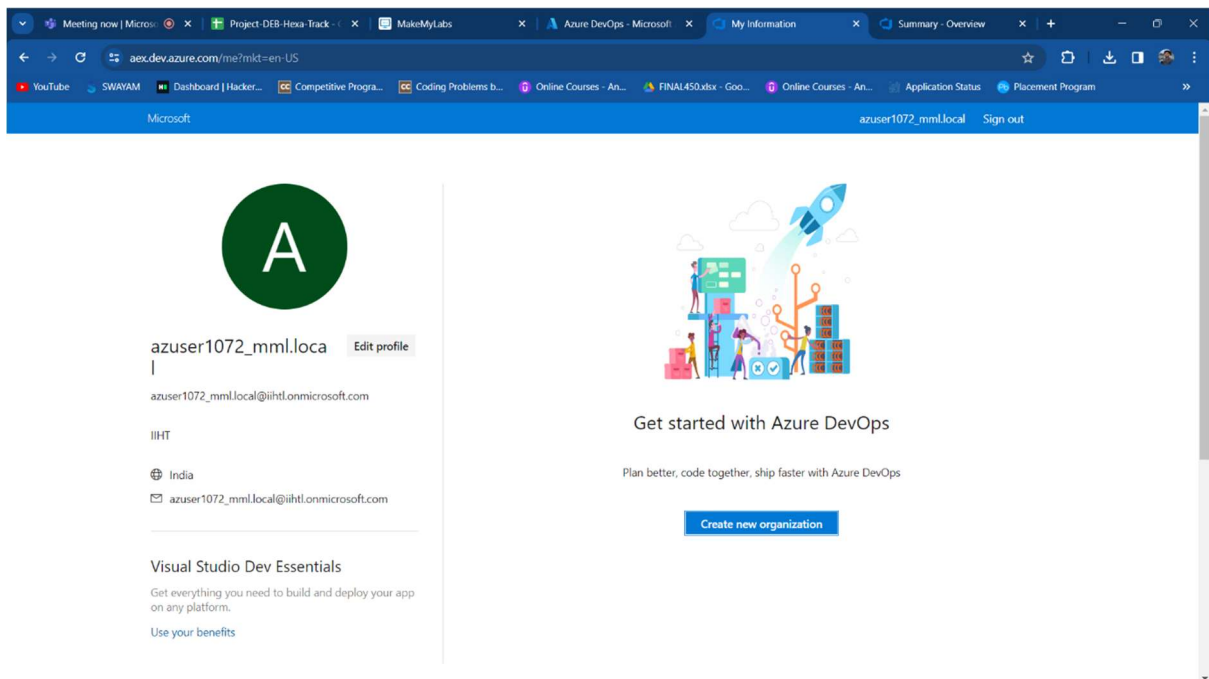 Meeting now | Microso
Project-DEB-Hexa-Track -
MakeMyLabs
Azure DevOps - Microsoft
My Information
Summary - Overview
aex.dev.azure.com/me?mkt=en-US
YouTube
SWAYAM
Dashboard | Hacker...
Competitive Progra...
Coding Problems b...
Online Courses - An...
FINAL450.xlsx - Goo...
Online Courses - An...
Application Status
Placement Program
Microsoft
azuser1072_mml.local
Sign out
A
azuser1072_mml.loca
l
Edit profile
azuser1072_mml.local@iihtl.onmicrosoft.com
IIHT
India
azuser1072_mml.local@iihtl.onmicrosoft.com
Visual Studio Dev Essentials
Get everything you need to build and deploy your app
on any platform.
Use your benefits
Get started with Azure DevOps
Plan better, code together, ship faster with Azure DevOps
Create new organization